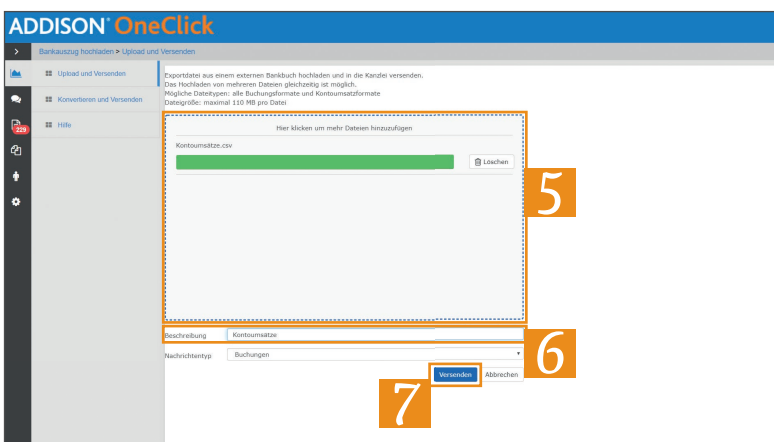 ADDISON OneClick
Bankauszug hochladen > Upload und Versenden
Upload und Versenden
Konvertieren und Versenden
Hilfe
229
Exportdatei aus einem externen Bankbuch hochladen und in die Kanzlei versenden.
Das Hochladen von mehreren Dateien gleichzeitig ist möglich.
Mögliche Dateitypen: alle Buchungsformate und Kontoumsatzformate
Dateigröße: maximal 110 MB pro Datei
Hier klicken um mehr Dateien hinzuzufügen
Kontoumsätze.csv
Löschen
5
Beschreibung Kontoumsätze
6
Nachrichtentyp Buchungen
Versenden Abbrechen
7